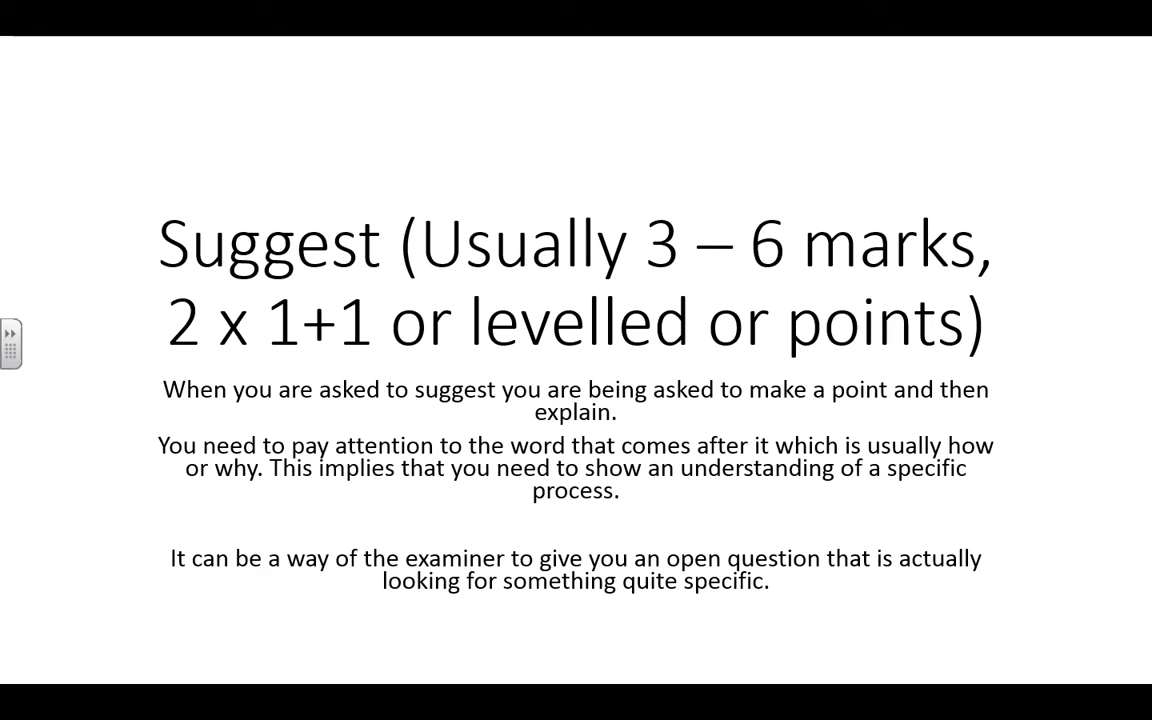 Suggest (Usually 3 – 6 marks,
2 x 1+1 or levelled or points)
When you are asked to suggest you are being asked to make a point and then
explain.
You need to pay attention to the word that comes after it which is usually how
or why. This implies that you need to show an understanding of a specific
process.
It can be a way of the examiner to give you an open question that is actually
looking for something quite specific.